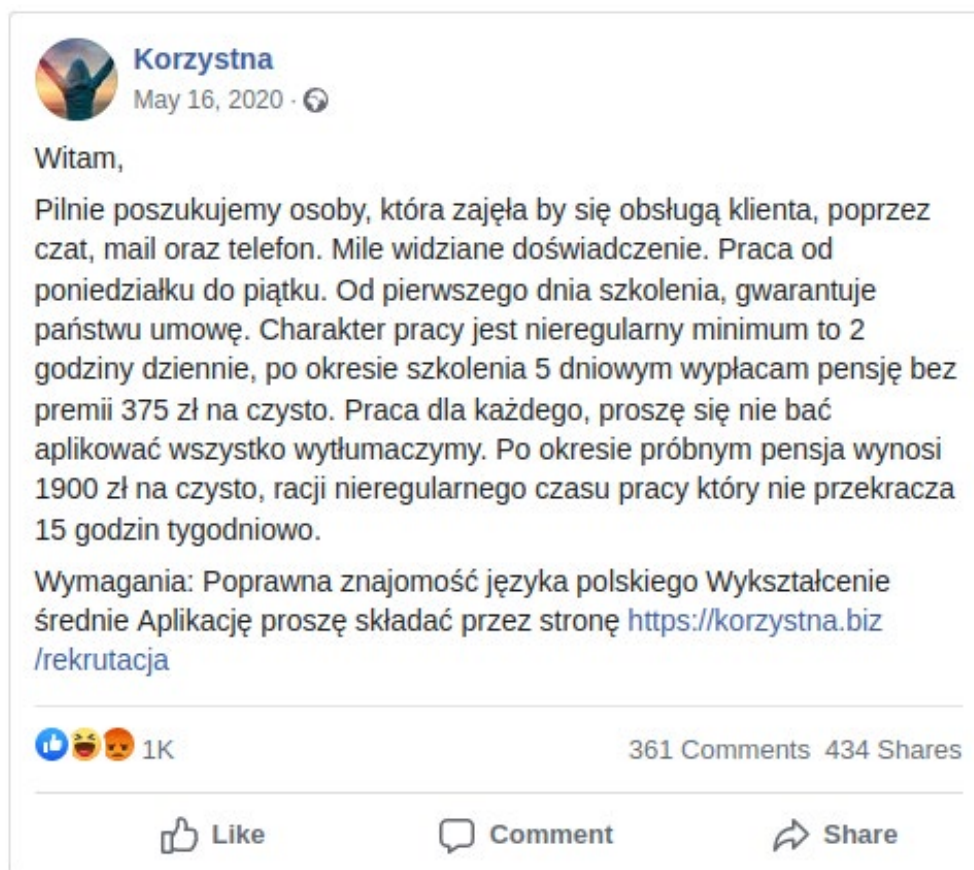 Korzystna
May 16, 2020 ·
Witam,
Pilnie poszukujemy osoby, która zajęła by się obsługą klienta, poprzez
czat, mail oraz telefon. Mile widziane doświadczenie. Praca od
poniedziałku do piątku. Od pierwszego dnia szkolenia, gwarantuje
państwu umowę. Charakter pracy jest nieregularny minimum to 2
godziny dziennie, po okresie szkolenia 5 dniowym wypłacam pensję bez
premii 375 zł na czysto. Praca dla każdego, proszę się nie bać
aplikować wszystko wytłumaczymy. Po okresie próbnym pensja wynosi
1900 zł na czysto, racji nieregularnego czasu pracy który nie przekracza
15 godzin tygodniowo.
Wymagania: Poprawna znajomość języka polskiego Wykształcenie
średnie Aplikację proszę składać przez stronę https://korzystna.biz
/rekrutacja
1K 361 Comments 434 Shares
Like Comment Share